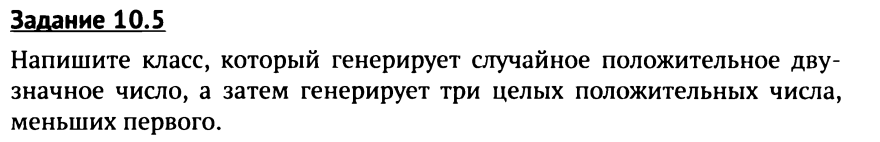 Задание 10.5
Напишите класс, который генерирует случайное положительное дву-
значное число, а затем генерирует три целых положительных числа,
меньших первого.